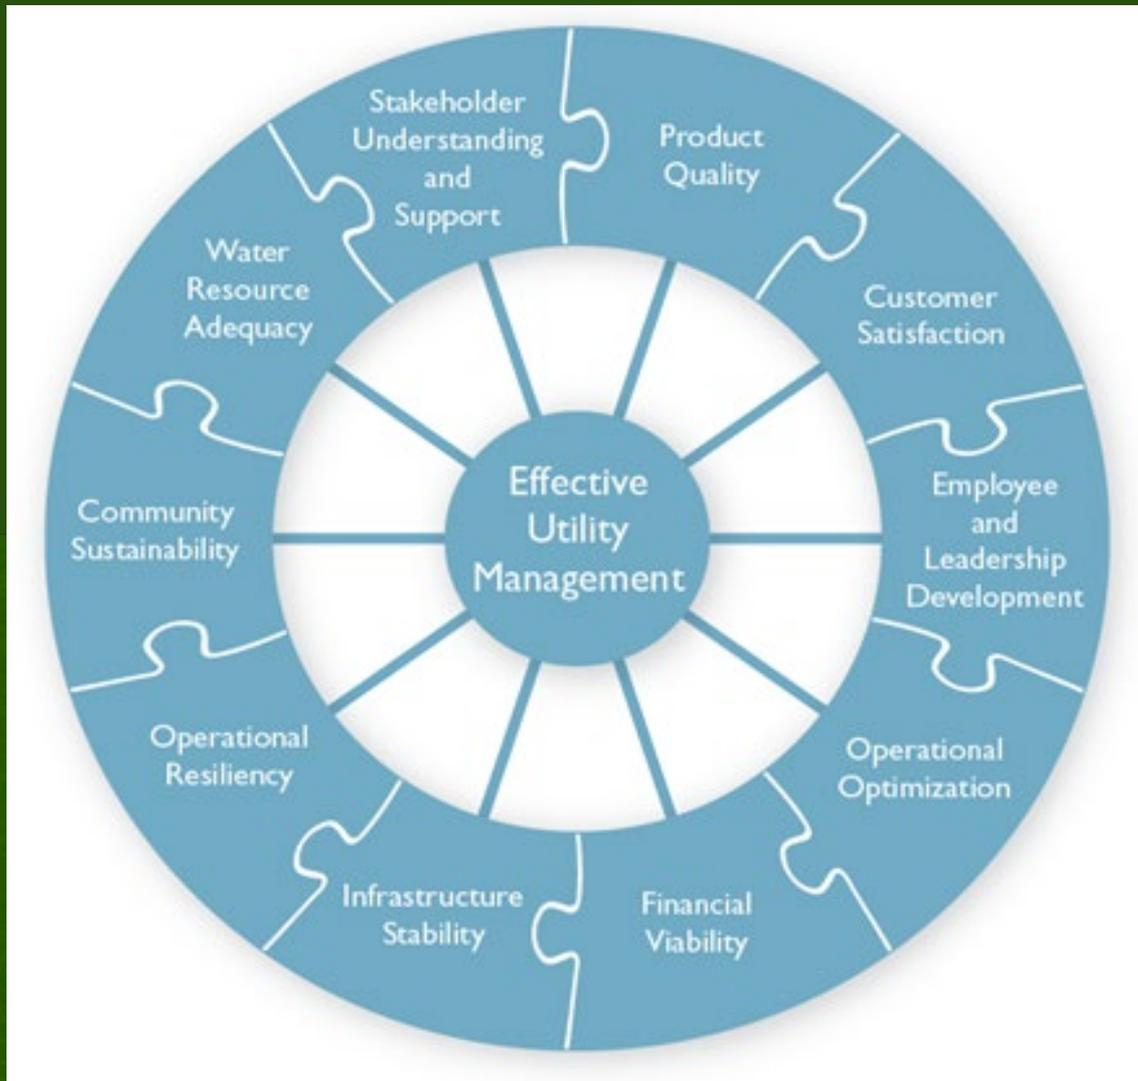 Stakeholder
Understanding
and
Support
Product
Quality
Customer
Satisfaction
Employee
and
Leadership
Development
Operational
Optimization
Financial
Viability
Infrastructure
Stability
Operational
Resiliency
Community
Sustainability
Water
Resource
Adequacy
Effective
Utility
Management